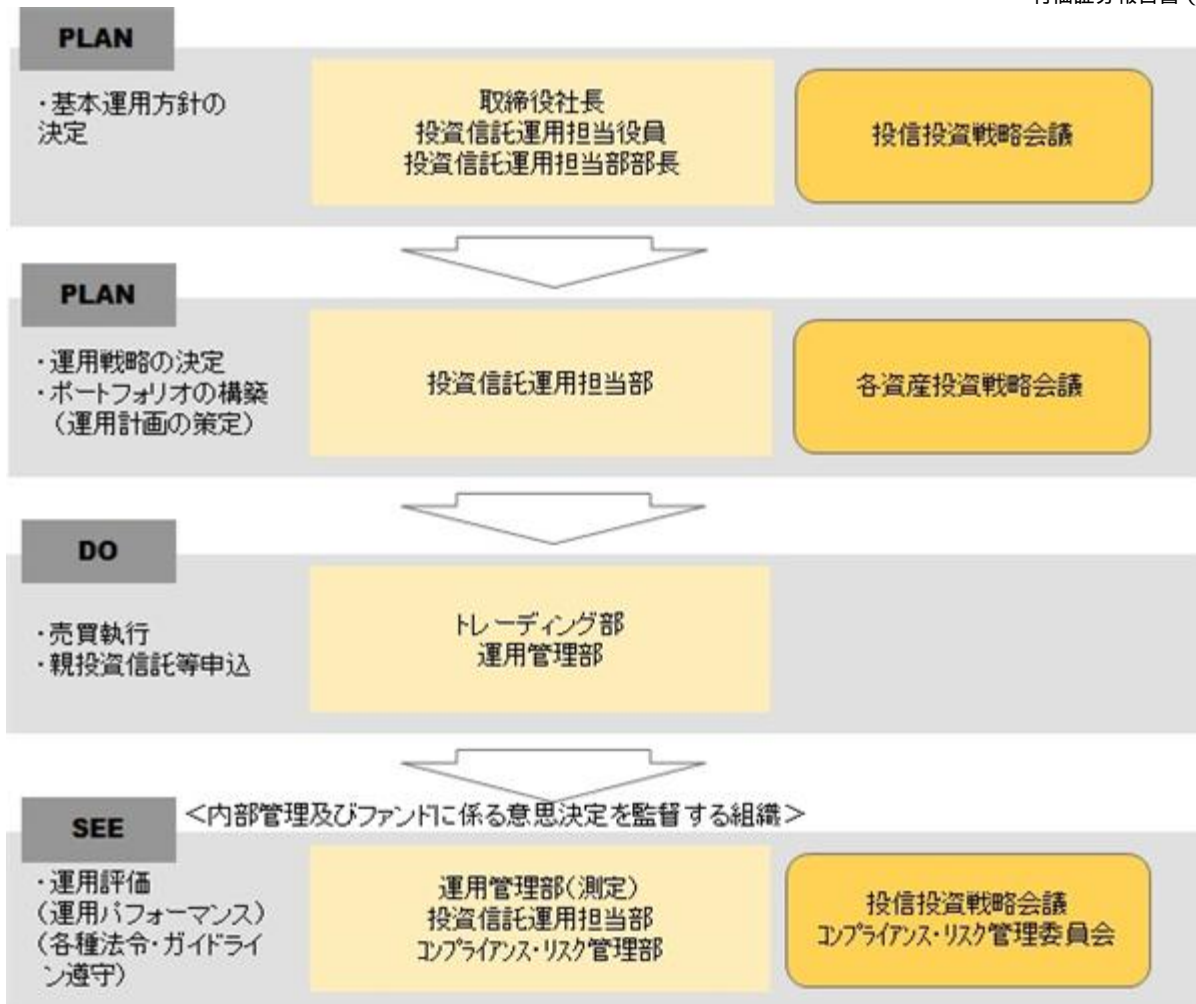 有価証券報告書(
PLAN
・基本運用方針の
決定
取締役社長
投資信託運用担当役員
投資信託運用担当部部長
投信投資戦略会議
PLAN
・運用戦略の決定
・ポートフォリオの構築
(運用計画の策定)
投資信託運用担当部
各資産投資戦略会議
DO
・売買執行
・親投資信託等申込
トレーディング部
運用管理部
SEE
<内部管理及びファンドに係る意思決定を監督する組織>
・運用評価
(運用パフォーマンス)
(各種法令・ガイドライ
ン遵守)
運用管理部(測定)
投資信託運用担当部
コンプライアンス・リスク管理部
投信投資戦略会議
コンプライアンス・リスク管理委員会